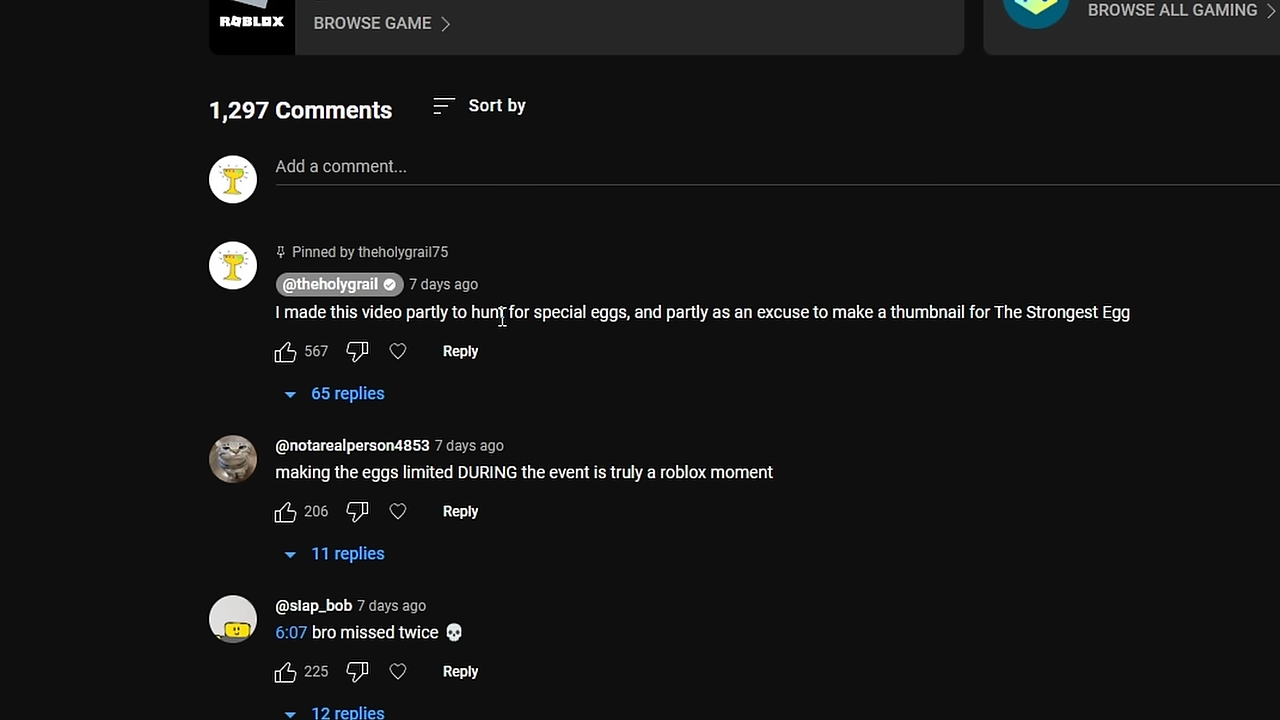 ROBLOX
BROWSE GAME
BROWSE ALL GAMING
1,297 Comments
Sort by
Add a comment...
Pinned by theholygrail75
@theholygrail 7 days ago
I made this video partly to hunt for special eggs, and partly as an excuse to make a thumbnail for The Strongest Egg
567
Reply
65 replies
@notarealperson4853 7 days ago
making the eggs limited DURING the event is truly a roblox moment
206
Reply
11 replies
@slap_bob 7 days ago
6:07 bro missed twice 💀
225
Reply
12 replies